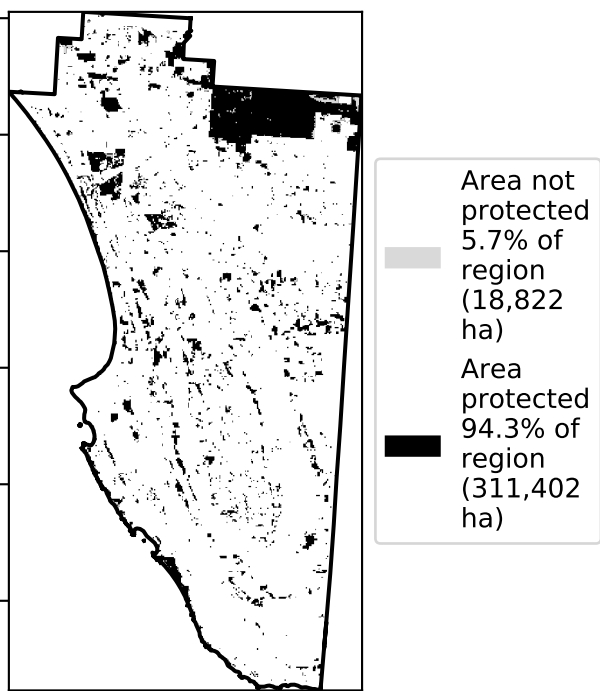 Area not
protected
5.7% of
region
(18,822
ha)
Area
protected
94.3% of
region
(311,402
ha)